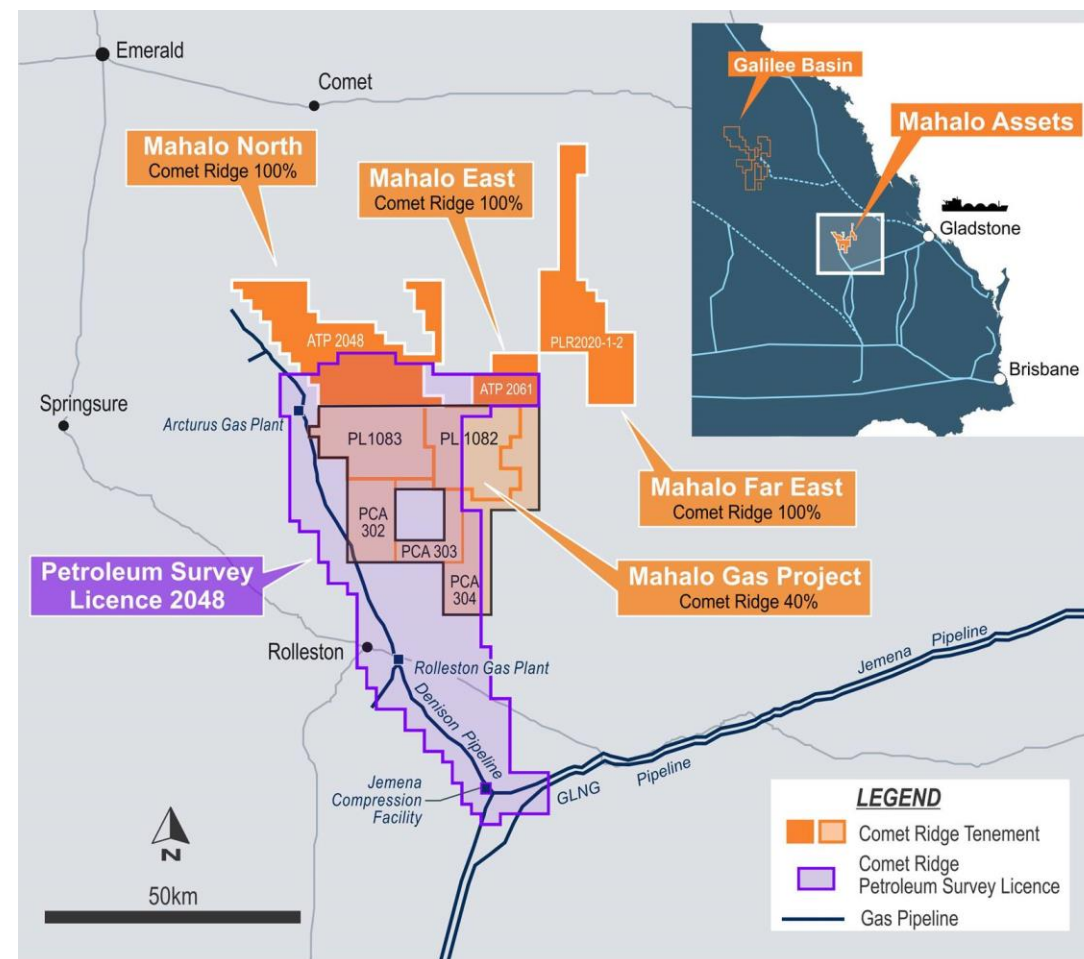 Emerald
Comet
Galilee Basin
Mahalo Assets
Gladstone
Brisbane
Mahalo North
Comet Ridge 100%
Mahalo East
Comet Ridge 100%
ATP 2048
PLR2020-1-2
ATP 2061
Springsure
Arcturus Gas Plant
PL1083
PL 1082
Mahalo Far East
Comet Ridge 100%
PCA
302
PCA 303
PCA
304
Petroleum Survey
Licence 2048
Mahalo Gas Project
Comet Ridge 40%
Rolleston
Rolleston Gas Plant
Denison Pipeline
Jemena Pipeline
GLNG Pipeline
Jemena
Compression
Facility
N
50km
LEGEND
Comet Ridge Tenement
Comet Ridge
Petroleum Survey Licence
Gas Pipeline